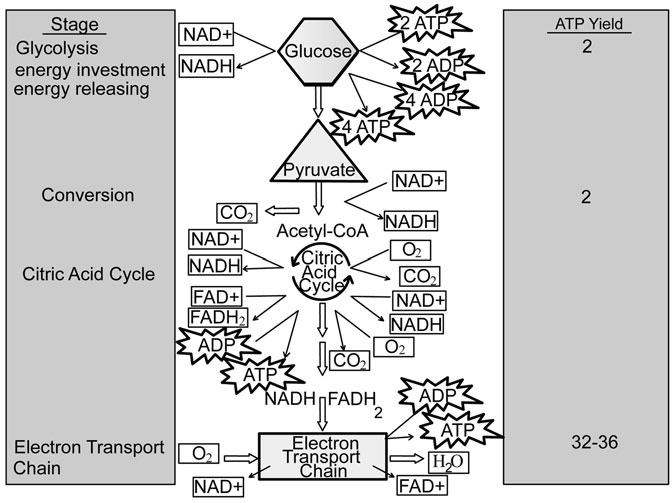 Stage
ATP Yield
Glycolysis
energy investment
energy releasing
2
NAD+
NADH
Glucose
2 ATP
2 ADP
4 ADP
4 ATP
Pyruvate
Conversion
2
NAD+
NADH
CO2
Acetyl-CoA
Citric Acid Cycle
NAD+
NADH
FAD+
FADH2
ADP
ATP
Citric
Acid
Cycle
O2
CO2
NAD+
NADH
O2
CO2
NADH FADH2
ADP
ATP
Electron Transport
Chain
32-36
O2
Electron
Transport
Chain
H2O
NAD+
FAD+